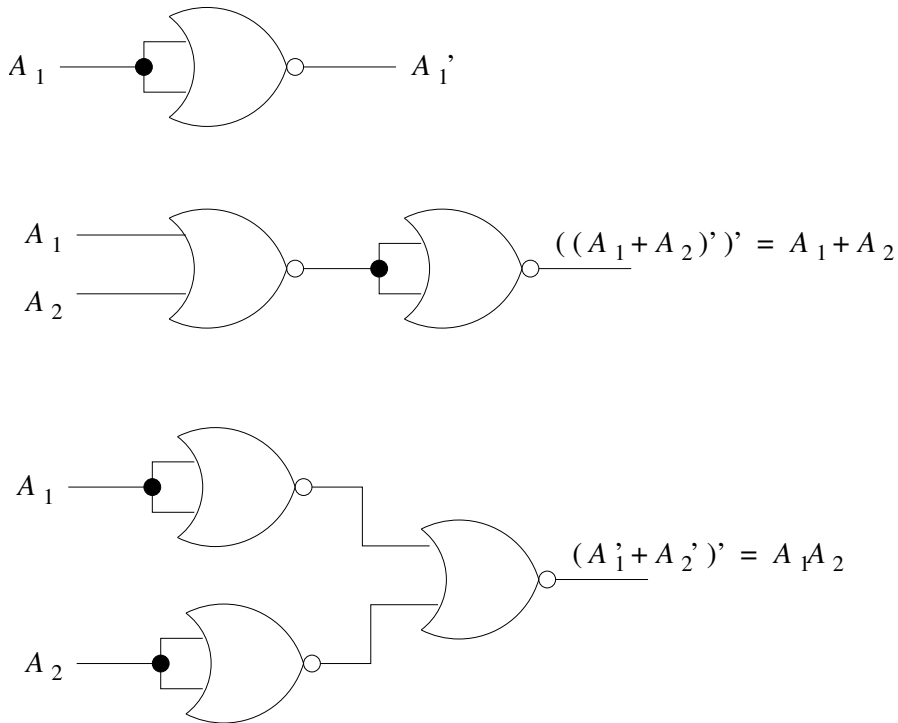 A₁ A₁’
A₁ ((A₁+A₂)’)’ = A₁+A₂
A₂
A₁
(A₁’+A₂’)’ = A₁A₂
A₂